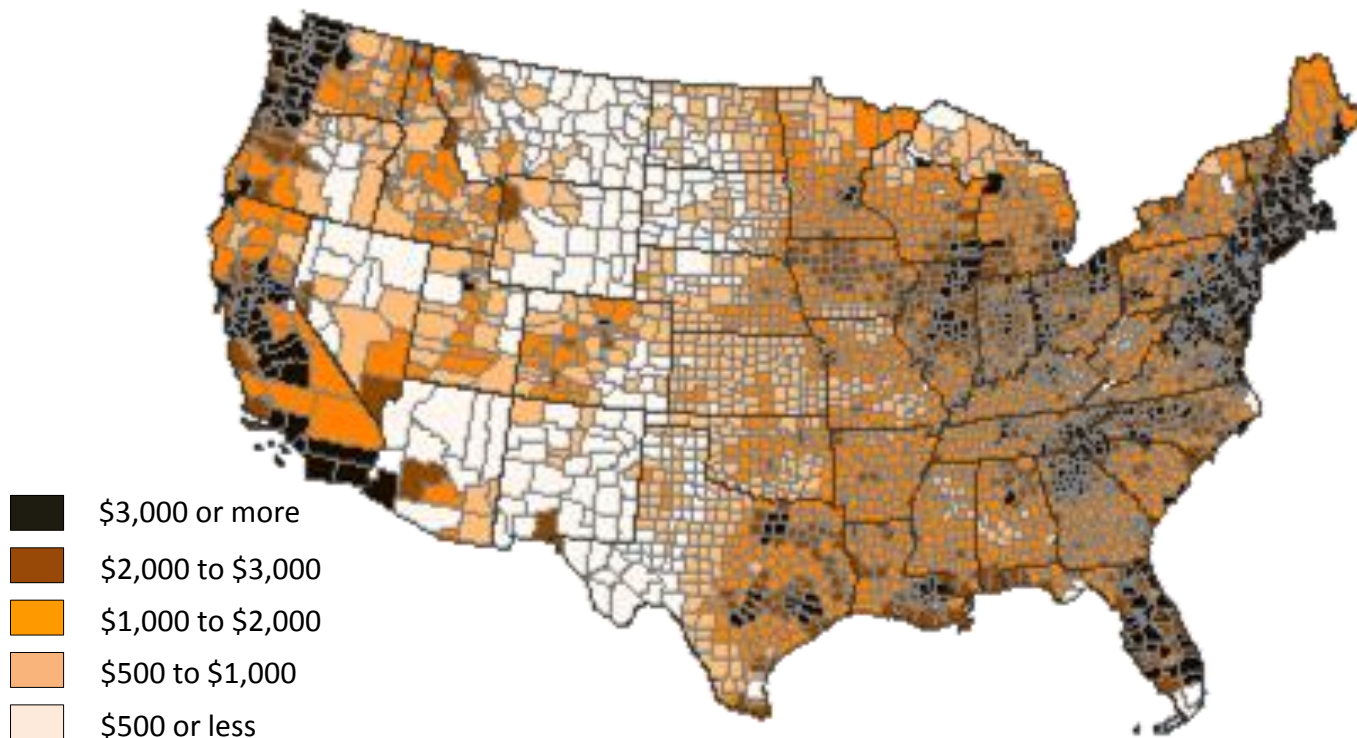 $3,000 or more
$2,000 to $3,000
$1,000 to $2,000
$500 to $1,000
$500 or less